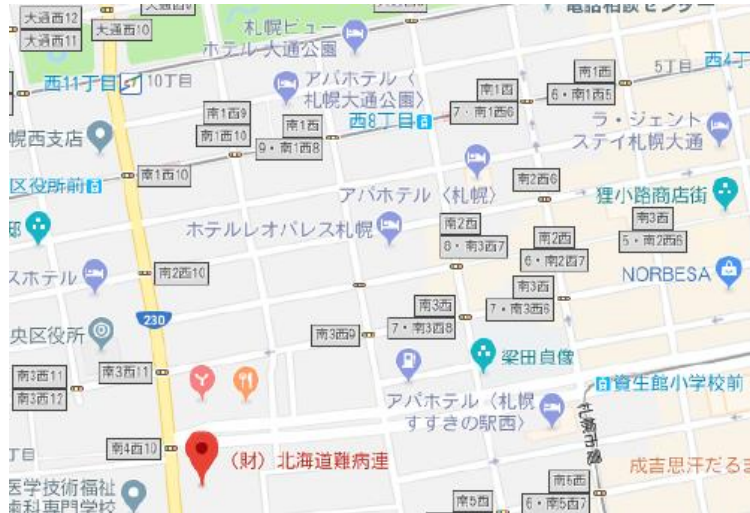 大通西12
大通西11
大通西9
大通西10
札幌ビュー
ホテル 大通公園
電話相談センター
西11丁目
10丁目
アパホテル〈
札幌大通公園〉
南1西9
南1西10
南1西
9・南1西8
西8丁目
南1西
7・南1西6
南1西
6・南1西5
5丁目
西4丁
ラ・ジェント
ステイ札幌大通
幌西支店
南1西10
区役所前
邸
アパホテル〈札幌〉
南2西6
狸小路商店街
ホテルレオパレス札幌
南2西
8・南3西7
南2西
6・南2西7
南3西
5・南2西6
スホテル
南2西10
NORBESA
230
南3西
7・南3西6
南3西
7・南3西8
央区役所
南3西9
梁田貞像
南3西11
南3西12
南3西11
資生館小学校前
アパホテル〈札幌
すすきの駅西〉
札幌市電
丁目
南4西10
（財）北海道難病連
成吉思汗だるま
医学技術福祉
歯科専門学校
南5西
南5西
6・南5西7